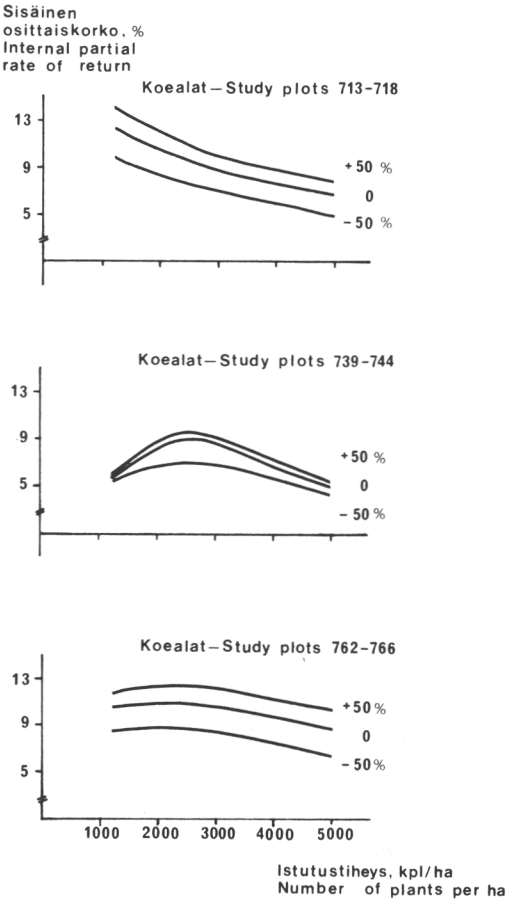 Sisäinen
osittaiskorko, %
Internal partial
rate of return
Koealat – Study plots 713-718
13
9
5
+50 %
0
-50 %
Koealat – Study plots 739-744
13
9
5
+50 %
0
- 50 %
Koealat – Study plots 762-766
13
9
5
+50%
0
-50%
1000 2000 3000 4000 5000
Istutustiheys, kpl/ha
Number of plants per ha